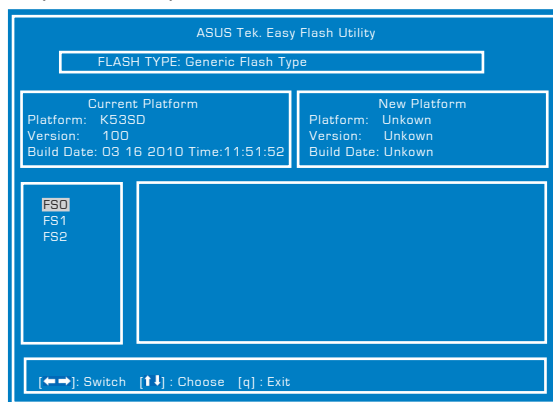 ASUS Tek. Easy Flash Utility
FLASH TYPE: Generic Flash Type
Current Platform
Platform: K53SD
Version: 100
Build Date: 03 16 2010 Time:11:51:52
New Platform
Platform: Unkown
Version: Unkown
Build Date: Unkown
FS0
FS1
FS2
[←→]: Switch [↑↓] : Choose [q] : Exit